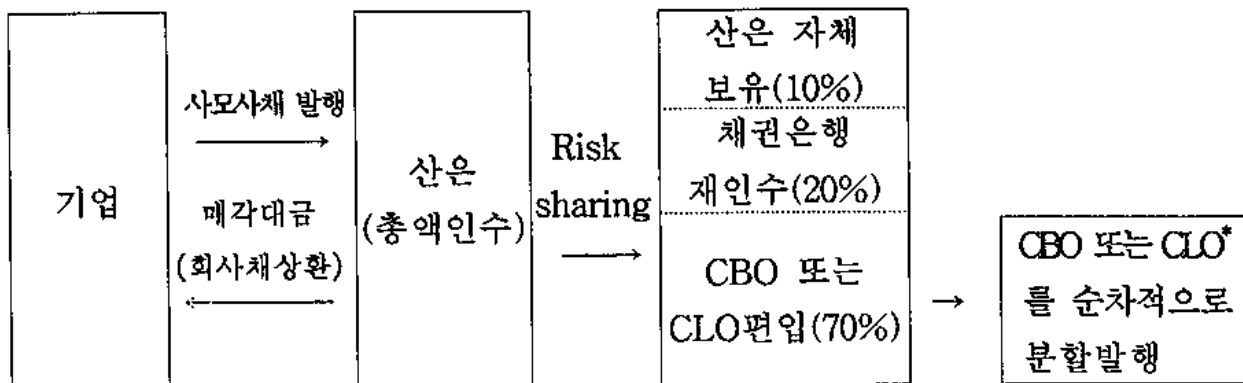 기업
사모사채 발행
매각대금
(회사채상환)
산은
(총액인수)
Risk
sharing
산은 자체
보유(10%)
채권은행
재인수(20%)
CBO 또는
CLO편입(70%)
CBO 또는 CLO*
를 순차적으로
분할발행